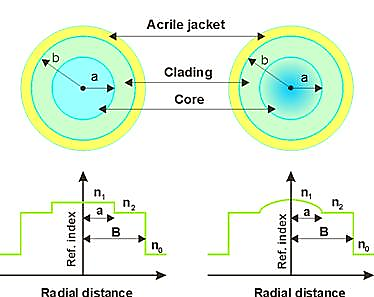 Acrile jacket
b
a
Clading
Core
b
a
n1
n2
a
B
n0
Ref. index
Radial distance
n1
n2
a
B
n0
Ref. index
Radial distance